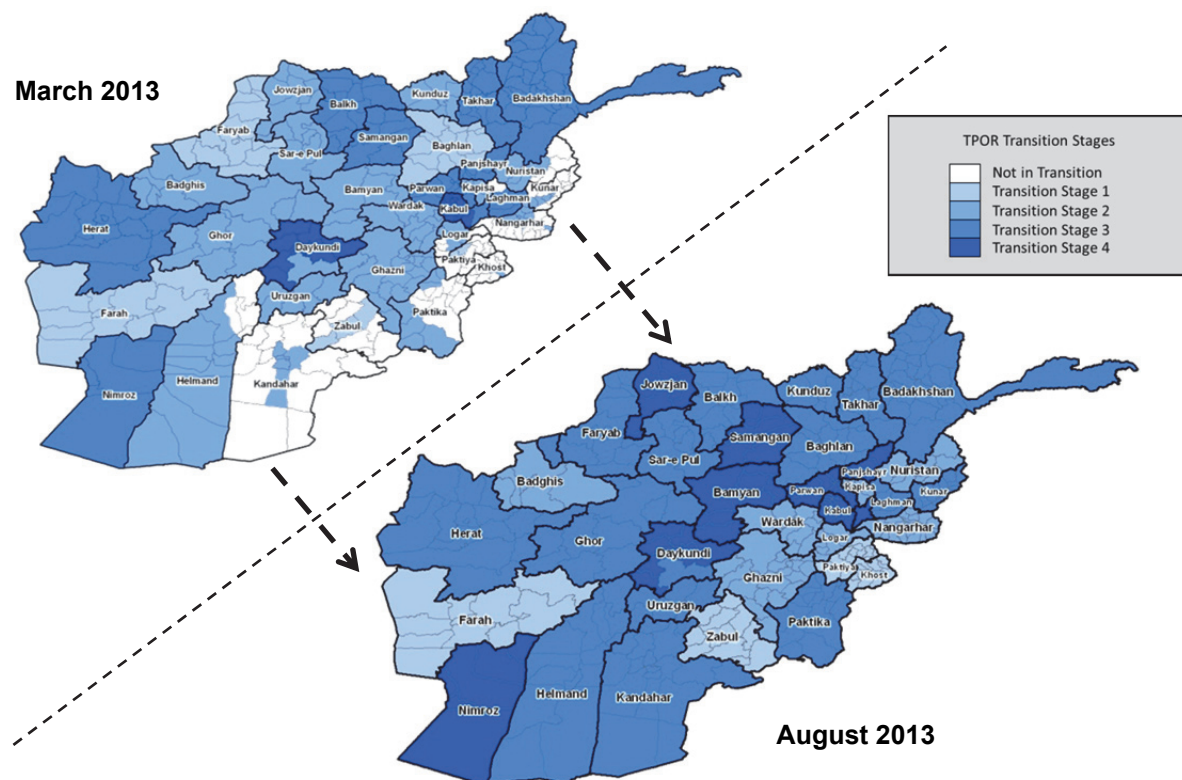 March 2013
Jowzjan
Balkh
Kunduz
Takhar
Badakhshan
Faryab
Samangan
Baghlan
Sar-e Pul
Panjshayr
Nuristan
Badghis
Bamyan
Parwan
Kapisa
Kunar
Laghman
Wardak
Kabul
Nangarhar
Herat
Ghor
Logar
Daykundi
Paktiya
Khost
Ghazni
Uruzgan
Paktika
Farah
Zabul
Helmand
Kandahar
Nimroz
TPOR Transition Stages
Not in Transition
Transition Stage 1
Transition Stage 2
Transition Stage 3
Transition Stage 4
Jowzjan
Balkh
Kunduz
Takhar
Badakhshan
Faryab
Samangan
Baghlan
Sar-e Pul
Panjshayr
Nuristan
Badghis
Kapisa
Bamyan
Parwan
Kunar
Laghman
Kabul
Wardak
Nangarhar
Herat
Ghor
Logar
Daykundi
Paktiya
Khost
Ghazni
Uruzgan
Farah
Paktika
Zabul
Helmand
Kandahar
Nimroz
August 2013